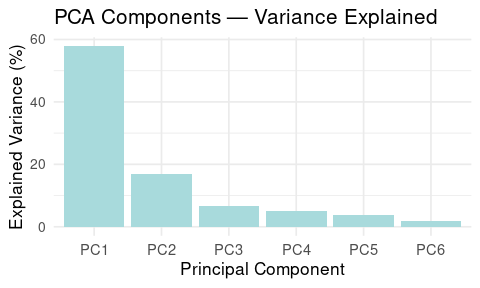 PCA Components — Variance Explained
Explained Variance (%)
60
40
20
0
PC1 PC2 PC3 PC4 PC5 PC6
Principal Component